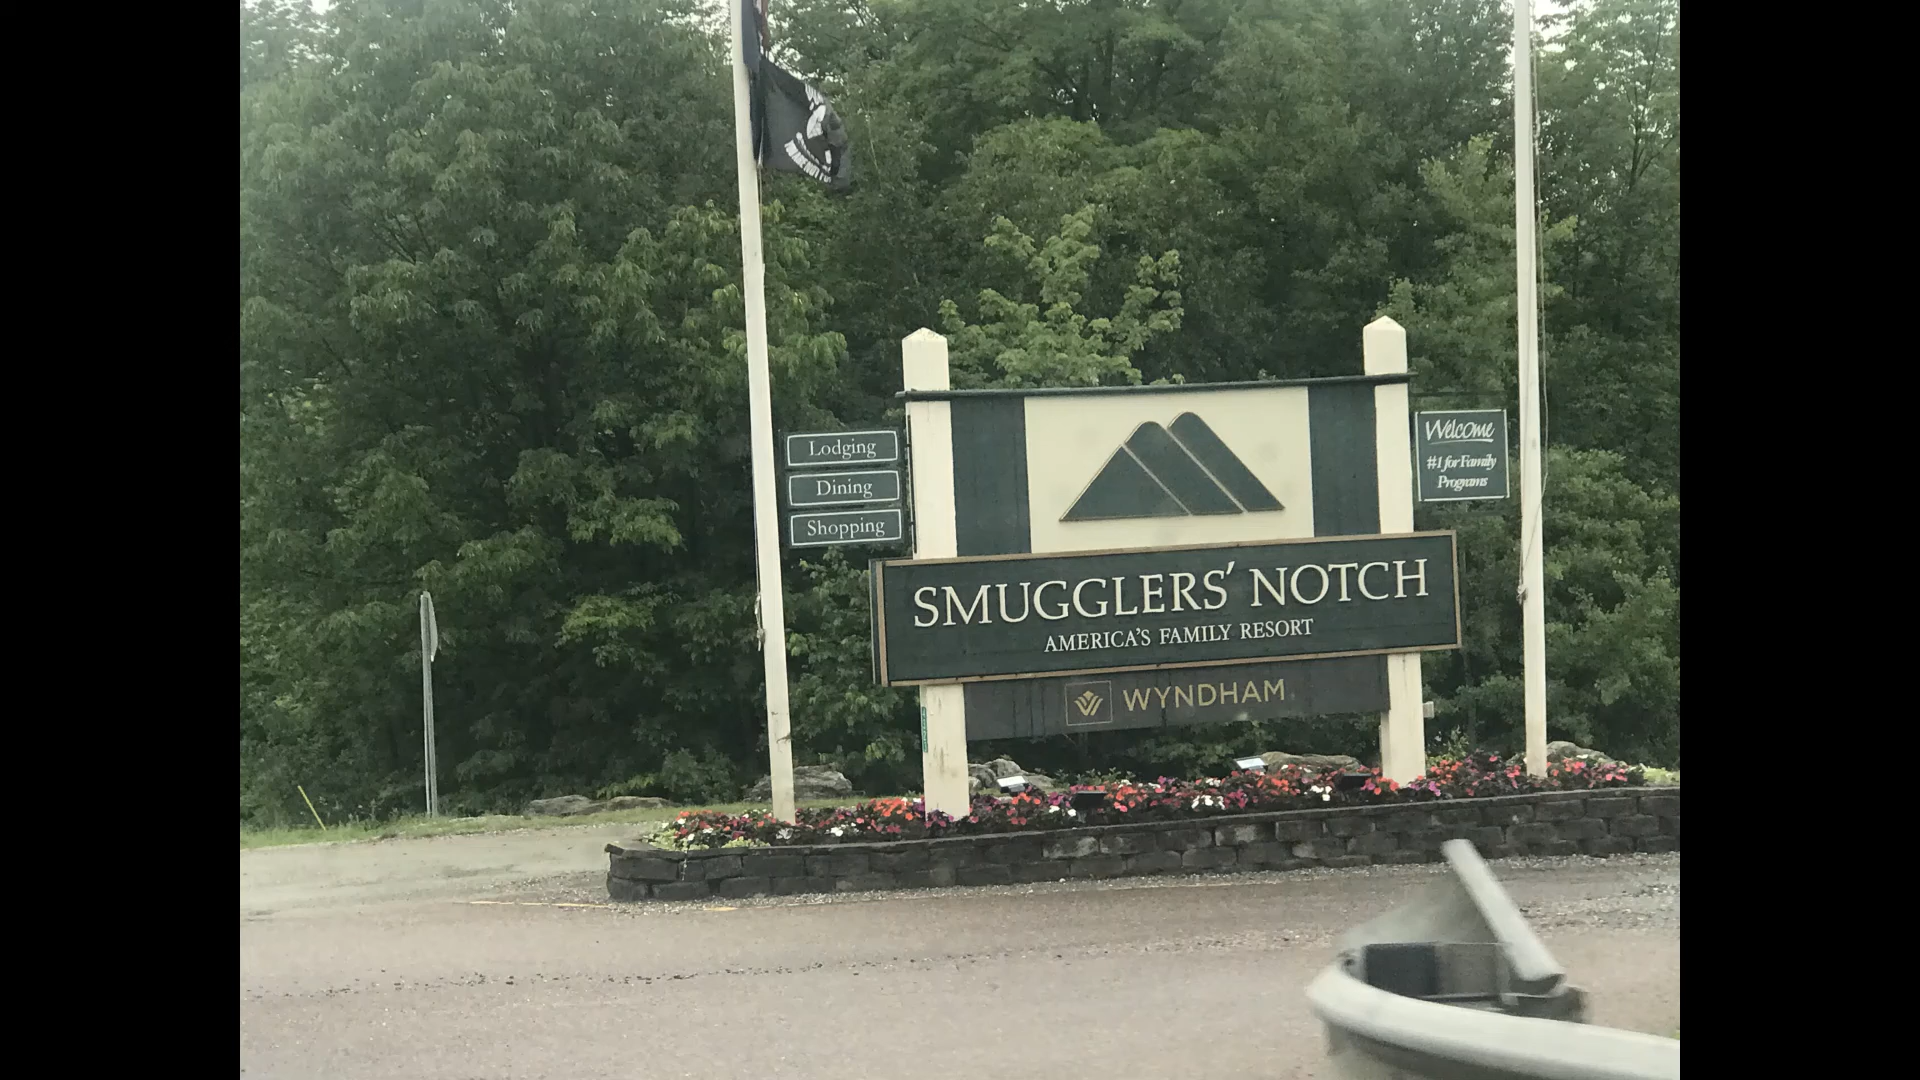 Lodging
Dining
Shopping
Welcome
#1 for Family
Programs
SMUGGLERS' NOTCH
AMERICA'S FAMILY RESORT
WYNDHAM